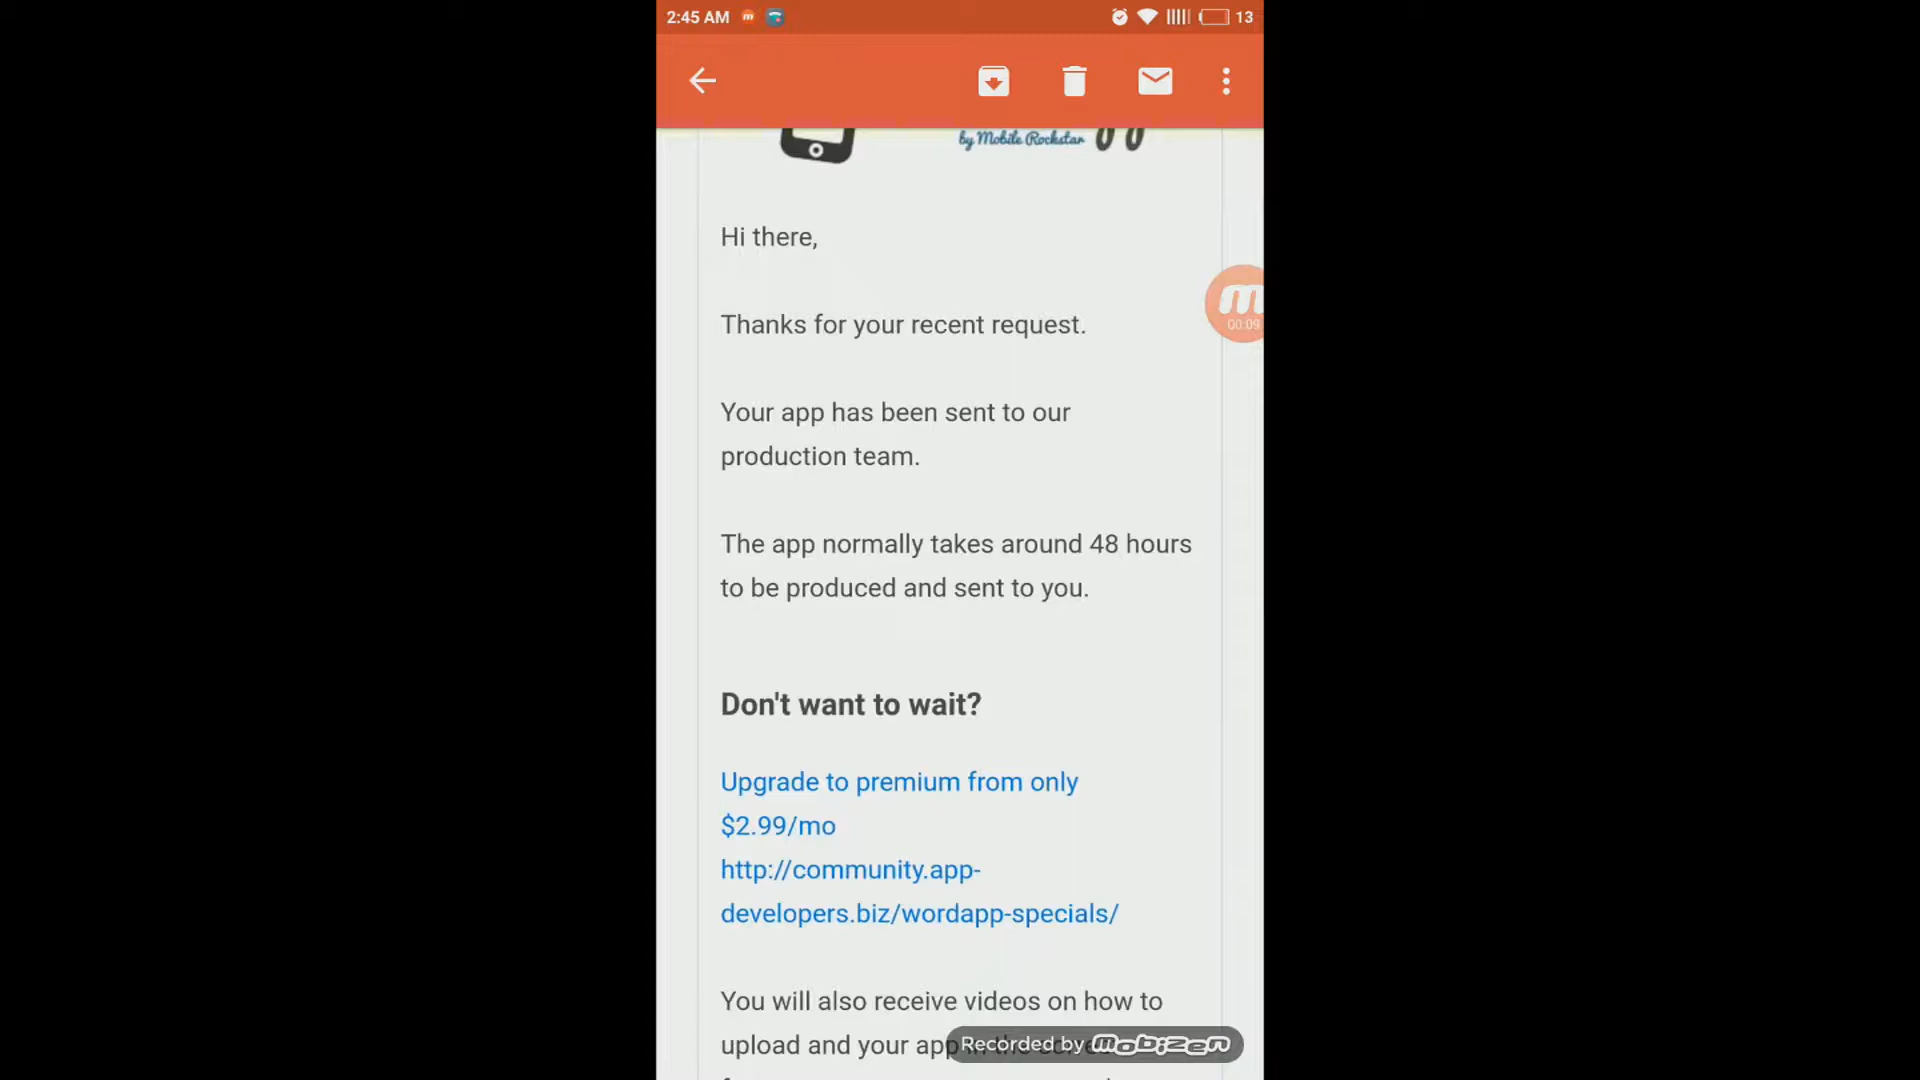 2:45 AM
13
by Mobile Rockstar
Hi there,
00:09
Thanks for your recent request.
Your app has been sent to our
production team.
The app normally takes around 48 hours
to be produced and sent to you.
Don't want to wait?
Upgrade to premium from only
$2.99/mo
http://community.app-
developers.biz/wordapp-specials/
You will also receive videos on how to
upload and your app in the
Recorded by mobizen